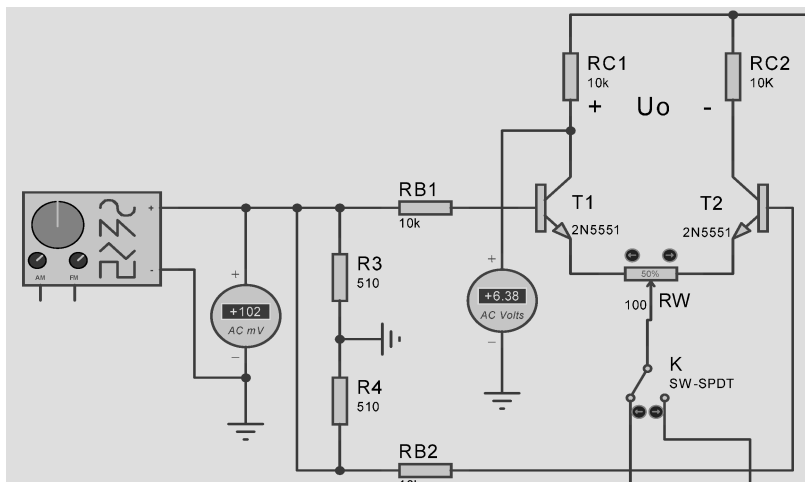 RC1
10k
RC2
10K
+ Uo -
RB1
10k
T1
2N5551
T2
2N5551
+
-
AM
FM
R3
510
+
+102
AC mV
−
+
+6.38
AC Volts
−
50%
100 RW
K
SW-SPDT
R4
510
RB2